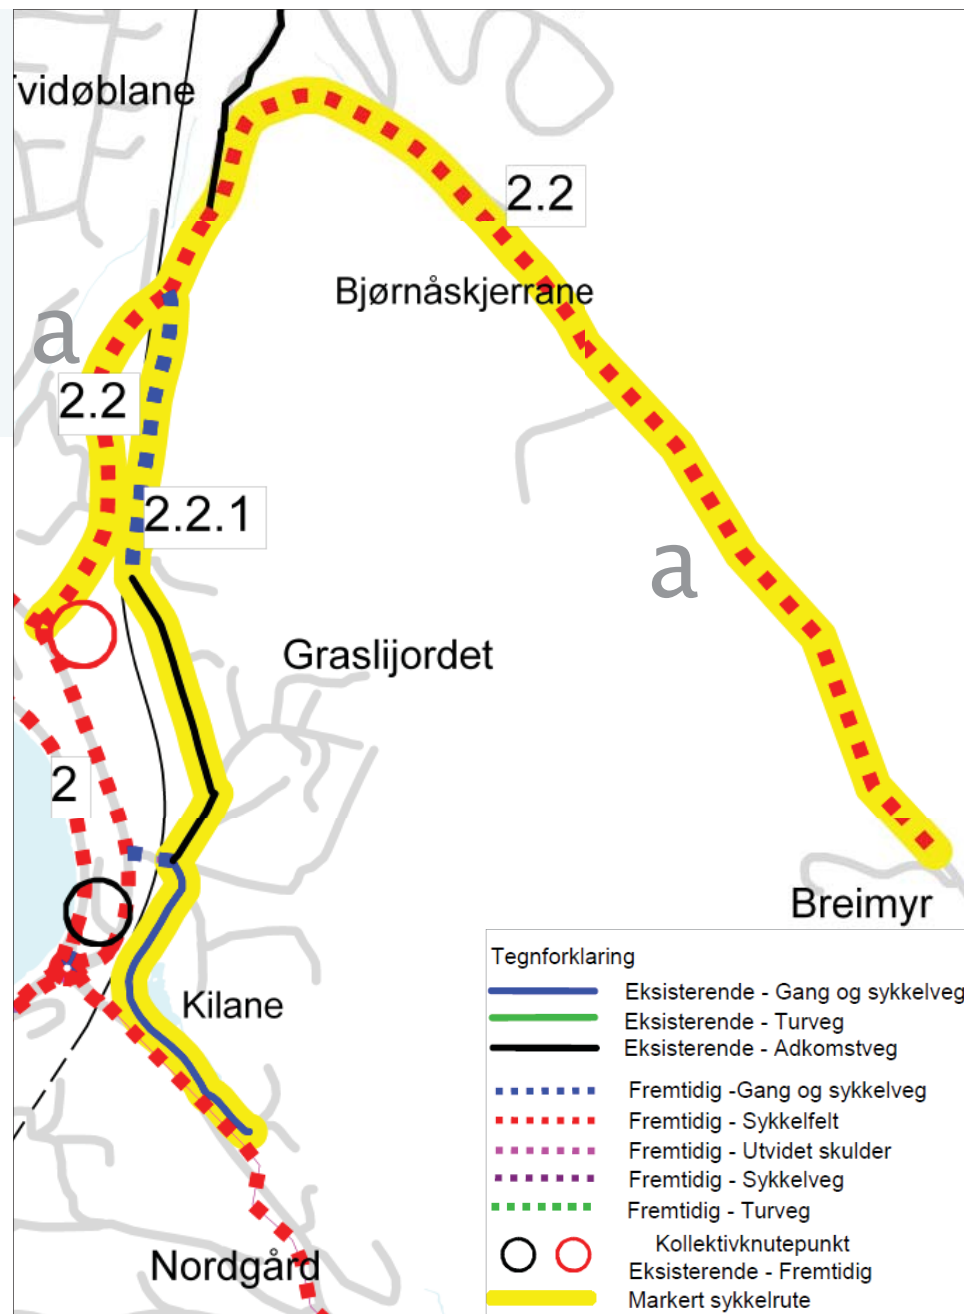 vidøblane
2.2
Bjørnåskjerrane
a
2.2
2.2.1
a
Graslijordet
2
Breimyr
Kilane
Nordgård
Tegnforklaring
Eksisterende - Gang og sykkelveg
Eksisterende - Turveg
Eksisterende - Adkomstveg
Fremtidig -Gang og sykkelveg
Fremtidig - Sykkelfelt
Fremtidig - Utvidet skulder
Fremtidig - Sykkelveg
Fremtidig - Turveg
Kollektivknutepunkt
Eksisterende - Fremtidig
Markert sykkelrute